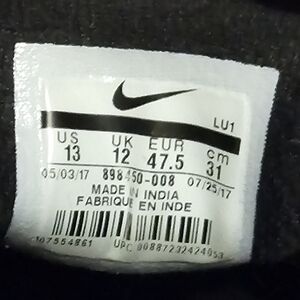 LU1
US UK EUR cm
13 12 47.5 31
05/03/17 898450-008 07/25/17
MADE IN INDIA
FABRIQUE EN INDE
UPC